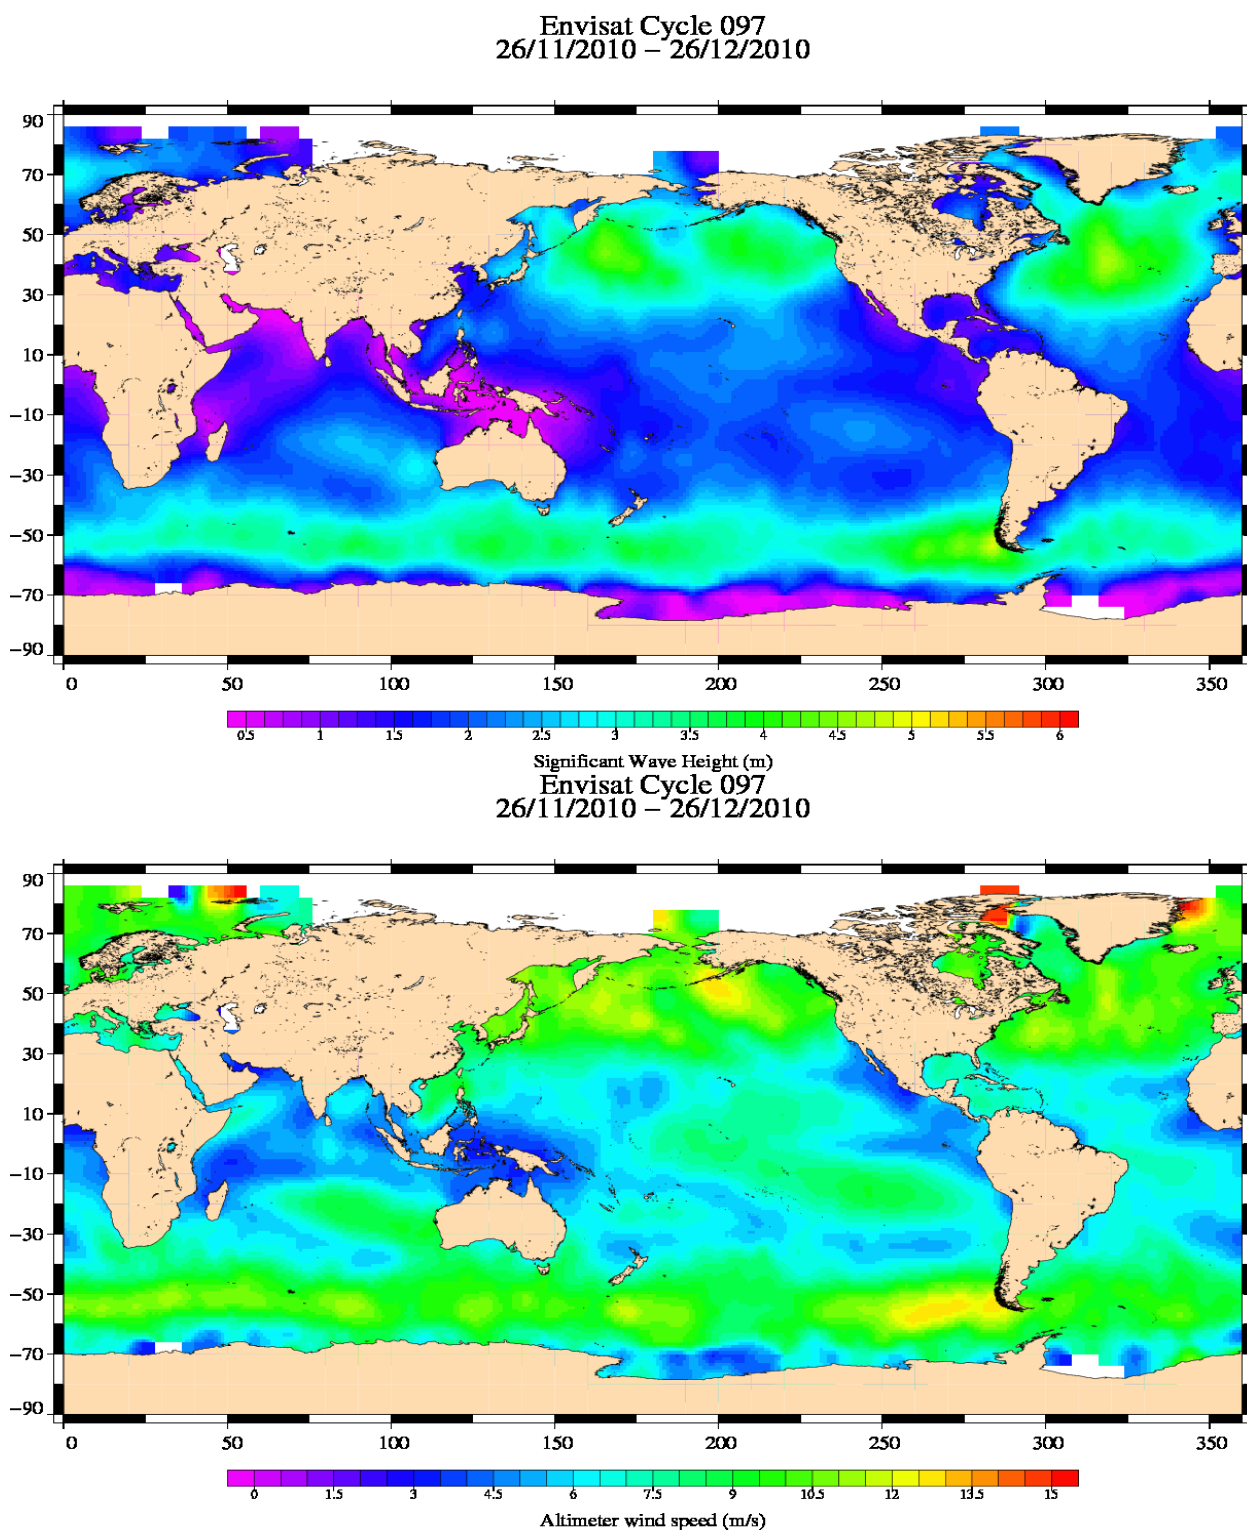 Envisat Cycle 097
26/11/2010 – 26/12/2010
90
70
50
30
10
−10
−30
−50
−70
−90
0 50 100 150 200 250 300 350
0.5 1 1.5 2 2.5 3 3.5 4 4.5 5 5.5 6
Significant Wave Height (m)
Envisat Cycle 097
26/11/2010 – 26/12/2010
90
70
50
30
10
−10
−30
−50
−70
−90
0 50 100 150 200 250 300 350
0 1.5 3 4.5 6 7.5 9 10.5 12 13.5 15
Altimeter wind speed (m/s)